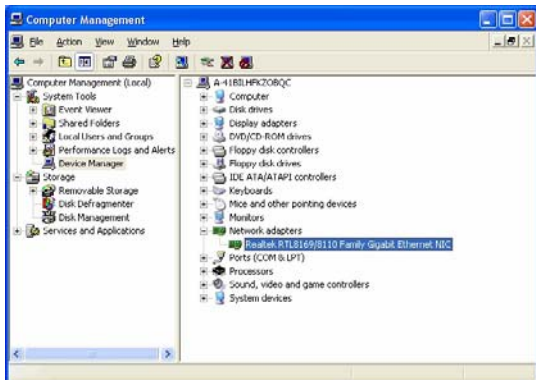 Computer Management
File Action View Window Help
Computer Management (Local)
System Tools
Event Viewer
Shared Folders
Local Users and Groups
Performance Logs and Alerts
Device Manager
Storage
Removable Storage
Disk Defragmenter
Disk Management
Services and Applications
Computer
Disk drives
Display adapters
DVD/CD-ROM drives
Floppy disk controllers
Floppy disk drives
IDE ATA/ATAPI controllers
Keyboards
Mice and other pointing devices
Monitors
Network adapters
Realtek RTL8169/8110 Family Gigabit Ethernet NIC
Ports (COM & LPT)
Processors
Sound, video and game controllers
System devices